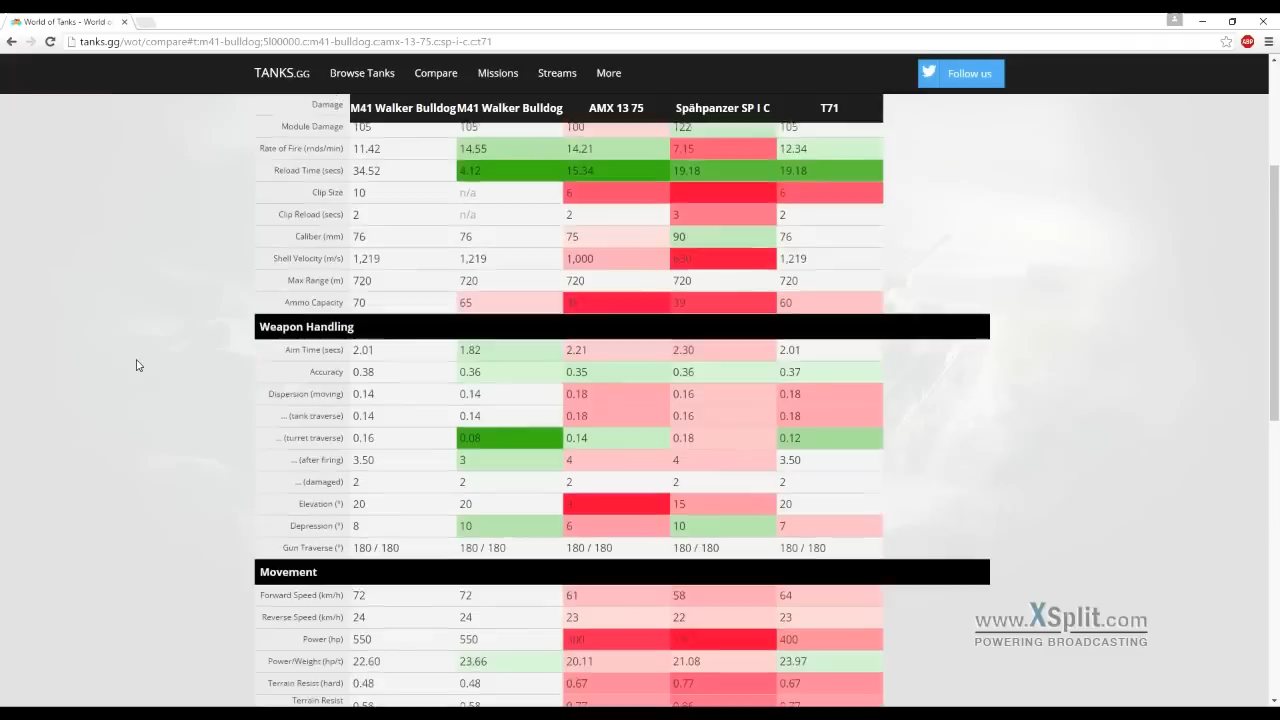 World of Tanks - World o
tanks.gg/wot/compare#t:m41-bulldog;5l00000.c:m41-bulldog.c:amx-13-75.c:sp-i-c.c:t71
ABP
TANKS.GG Browse Tanks Compare Missions Streams More Follow us
Damage M41 Walker Bulldog M41 Walker Bulldog AMX 13 75 Spähpanzer SP I C T71
Module Damage 105 105 100 122 105
Rate of Fire (rnds/min) 11.42 14.55 14.21 7.15 12.34
Reload Time (secs) 34.52 4.12 15.34 19.18 19.18
Clip Size 10 n/a 6 6
Clip Reload (secs) 2 n/a 2 3 2
Caliber (mm) 76 76 75 90 76
Shell Velocity (m/s) 1,219 1,219 1,000 1,219
Max Range (m) 720 720 720 720 720
Ammo Capacity 70 65 39 60
Weapon Handling
Aim Time (secs) 2.01 1.82 2.21 2.30 2.01
Accuracy 0.38 0.36 0.35 0.36 0.37
Dispersion (moving) 0.14 0.14 0.18 0.16 0.18
... (tank traverse) 0.14 0.14 0.18 0.16 0.18
... (turret traverse) 0.16 0.08 0.14 0.18 0.12
... (after firing) 3.50 3 4 4 3.50
... (damaged) 2 2 2 2 2
Elevation (°) 20 20 15 20
Depression (°) 8 10 6 10 7
Gun Traverse (°) 180 / 180 180 / 180 180 / 180 180 / 180 180 / 180
Movement
Forward Speed (km/h) 72 72 61 58 64
Reverse Speed (km/h) 24 24 23 22 23
Power (hp) 550 550 400
Power/Weight (hp/t) 22.60 23.66 20.11 21.08 23.97
Terrain Resist (hard) 0.48 0.48 0.67 0.77 0.67
Terrain Resist
www.XSplit.com
POWERING BROADCASTING